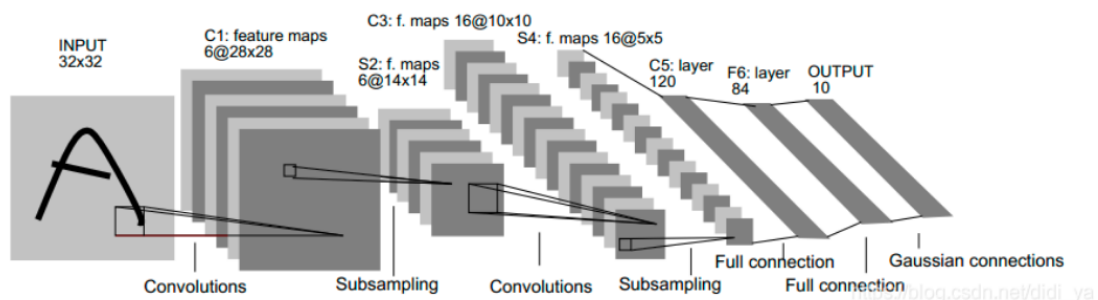 INPUT
32x32
C1: feature maps
6@28x28
S2: f. maps
6@14x14
C3: f. maps 16@10x10
S4: f. maps 16@5x5
C5: layer
120
F6: layer
84
OUTPUT
10
Convolutions
Subsampling
Convolutions
Subsampling
Full connection
Full connection
Gaussian connections
https://blog.csdn.net/didi_ya